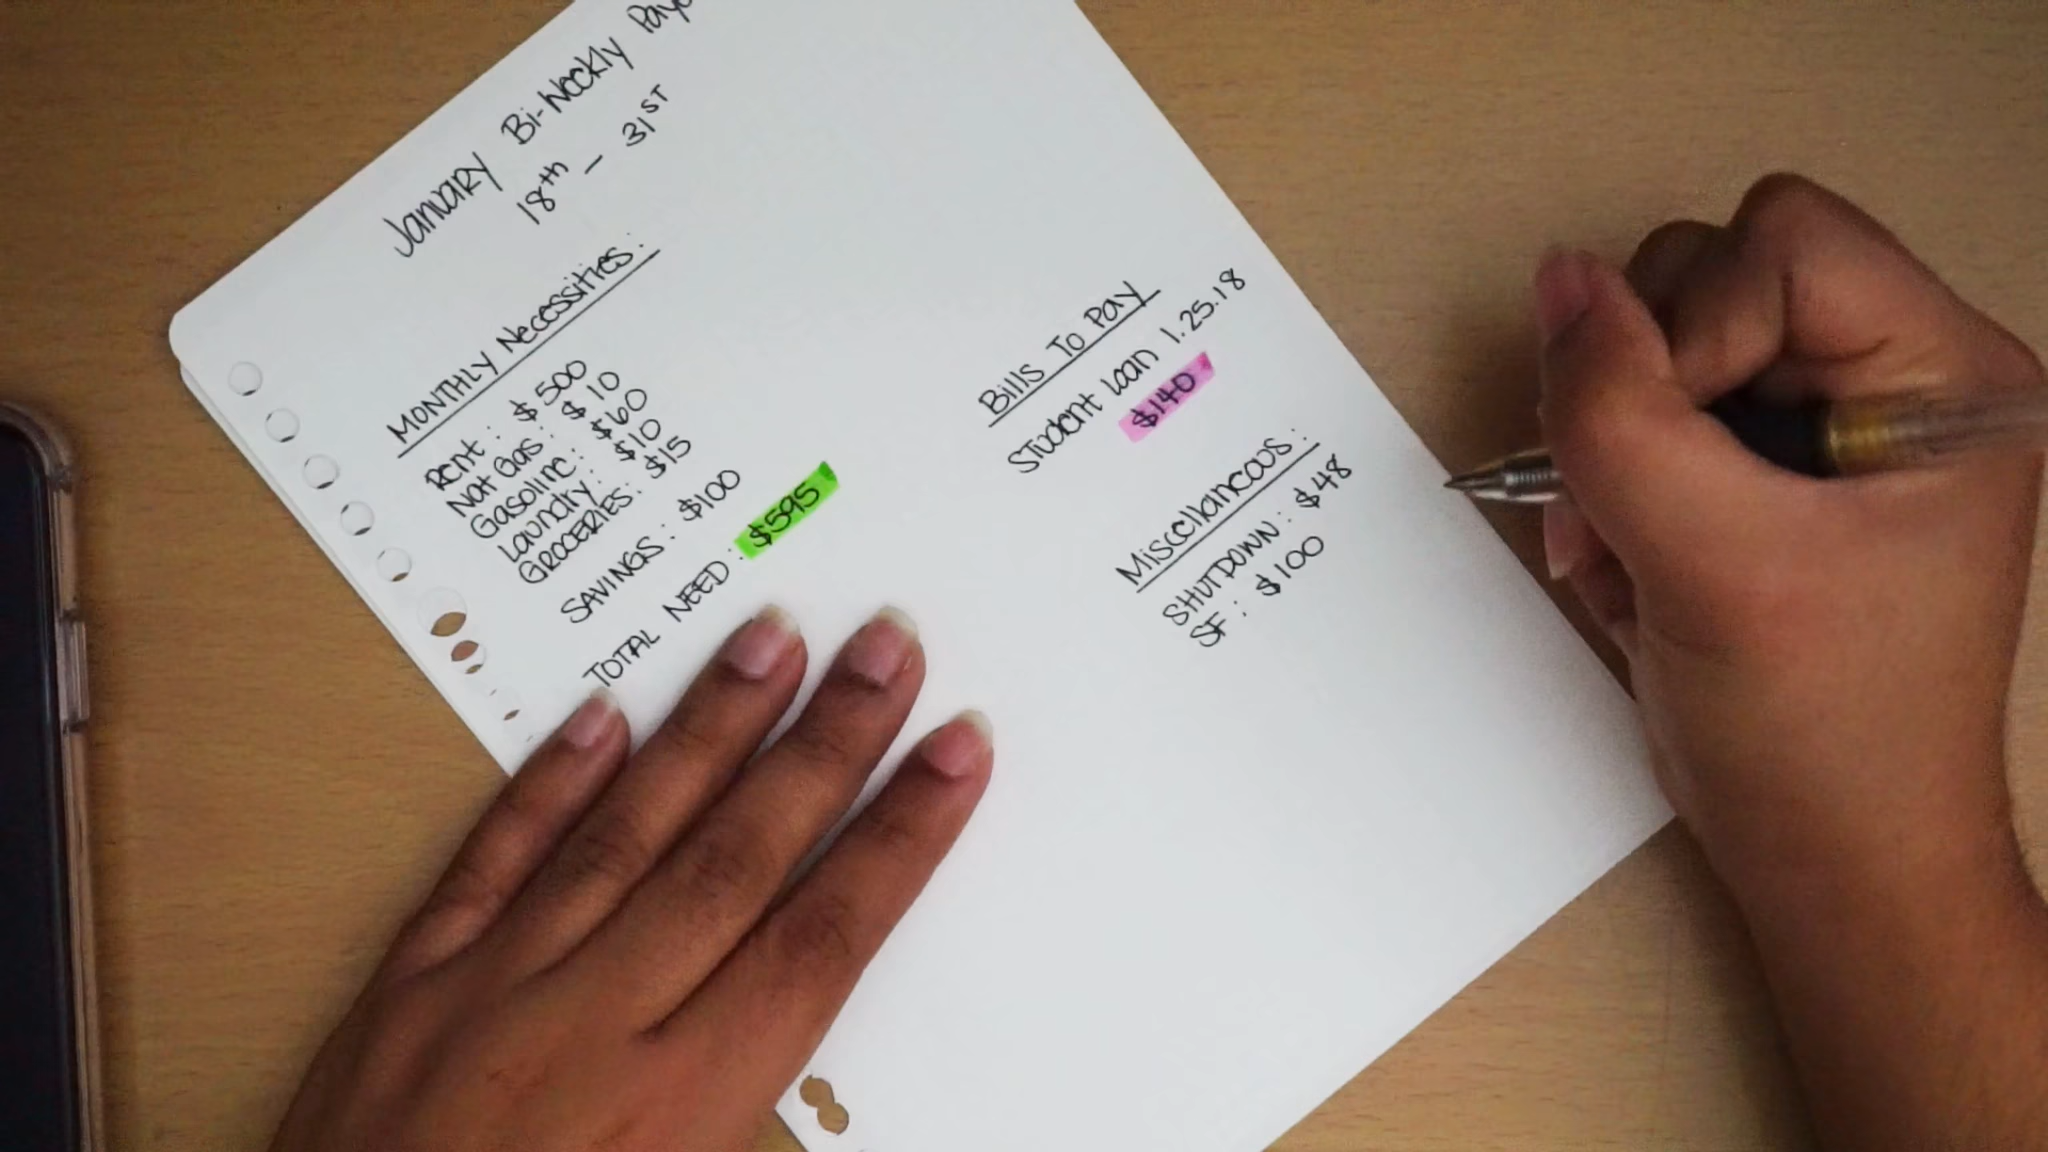 January Bi-Weekly
18th - 31ST
MONTHLY Necessities:
Rent: $500
Nat Gas: $10
Gasoline: $60
Laundry: $10
GROCERIES: $15
SAVINGS: $100
TOTAL NEED: $595
Bills To Pay
Student Loan 1.25.18
$140
Miscellaneous:
SHUTDOWN: $48
SF: $100